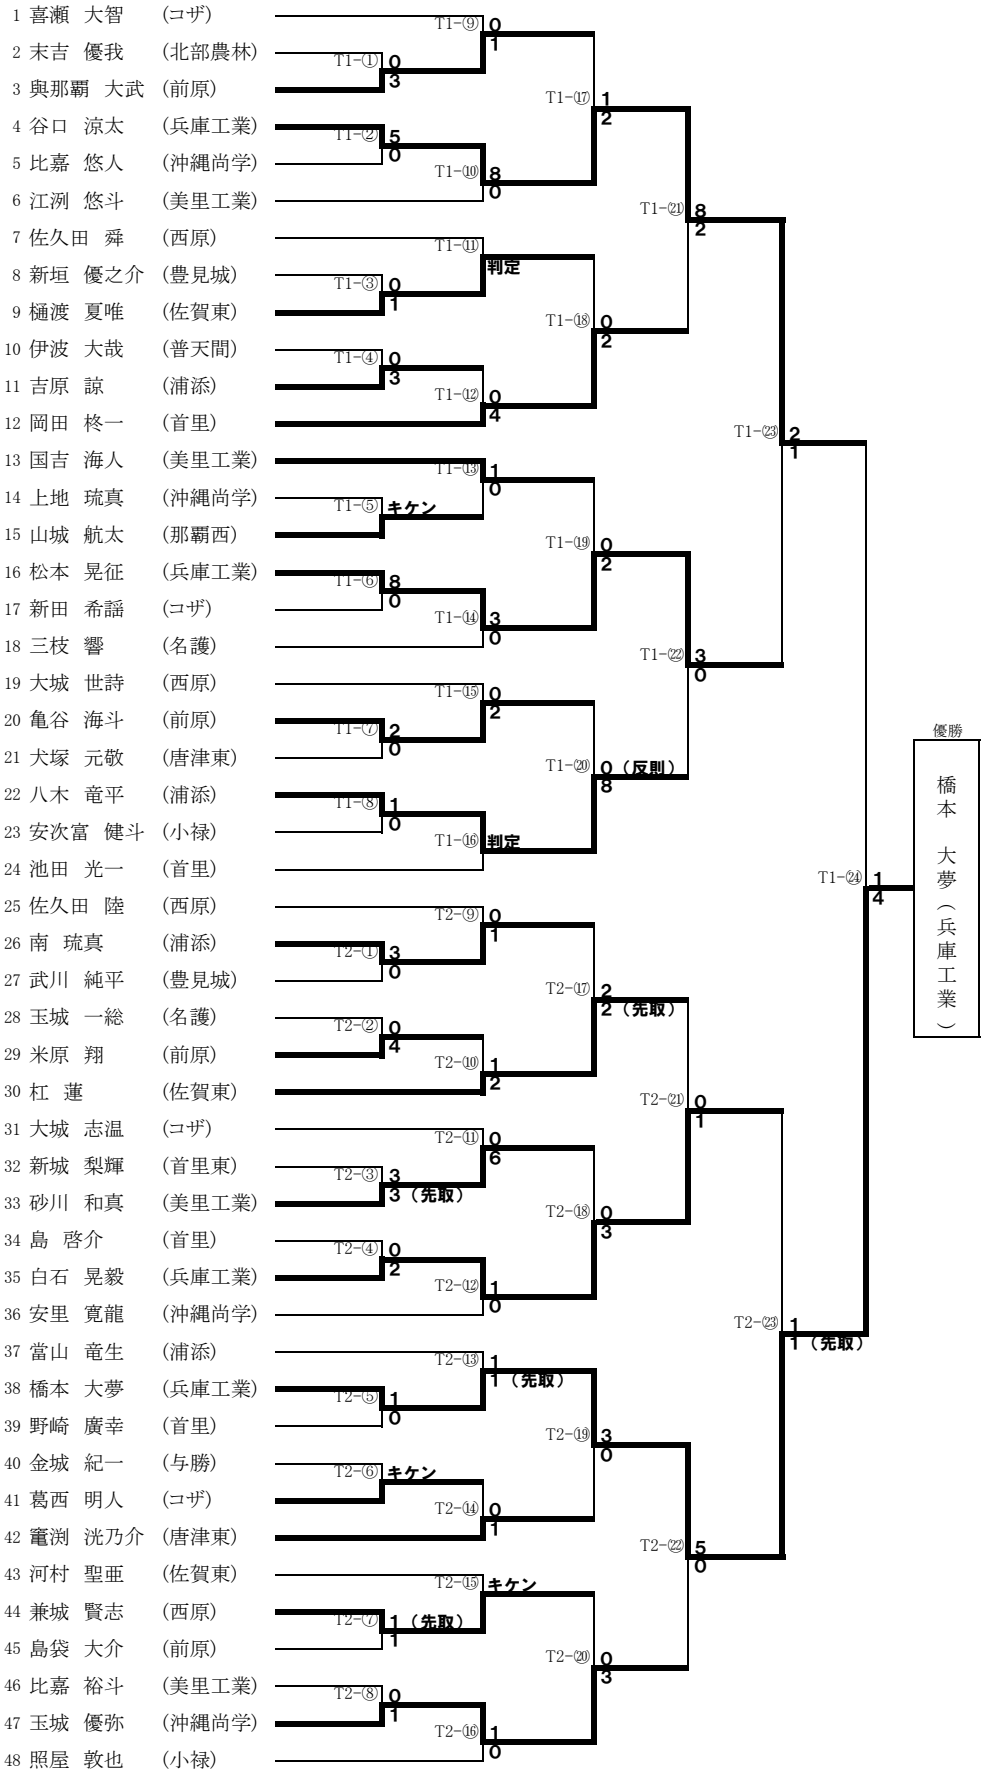 1 喜瀬 大智 (コザ)
T1-⑨ 0
1
2 末吉 優我 (北部農林)
T1-① 0
3
3 與那覇 大武 (前原)
T1-⑰ 1
2
4 谷口 涼太 (兵庫工業)
T1-② 5
0
5 比嘉 悠人 (沖縄尚学)
T1-⑩ 8
0
6 江洌 悠斗 (美里工業)
T1-㉑ 8
2
7 佐久田 舜 (西原)
T1-⑪ 判定
8 新垣 優之介 (豊見城)
T1-③ 0
1
9 樋渡 夏唯 (佐賀東)
T1-⑱ 0
2
10 伊波 大哉 (普天間)
T1-④ 0
3
11 吉原 諒 (浦添)
T1-⑫ 0
4
12 岡田 柊一 (首里)
T1-㉓ 2
1
13 国吉 海人 (美里工業)
T1-⑬ 1
0
14 上地 琉真 (沖縄尚学)
T1-⑤ キケン
15 山城 航太 (那覇西)
T1-⑲ 0
2
16 松本 晃征 (兵庫工業)
T1-⑥ 8
0
17 新田 希謡 (コザ)
T1-⑭ 3
0
18 三枝 響 (名護)
T1-㉒ 3
0
19 大城 世詩 (西原)
T1-⑮ 0
2
20 亀谷 海斗 (前原)
T1-⑦ 2
0
21 犬塚 元敬 (唐津東)
T1-⑳ 0 (反則)
8
22 八木 竜平 (浦添)
T1-⑧ 1
0
23 安次富 健斗 (小禄)
T1-⑯ 判定
24 池田 光一 (首里)
T1-㉔ 1
4
優勝
橋本 大夢(兵庫工業)
25 佐久田 陸 (西原)
T2-⑨ 0
1
26 南 琉真 (浦添)
T2-① 3
0
27 武川 純平 (豊見城)
T2-⑰ 2
2 (先取)
28 玉城 一総 (名護)
T2-② 0
4
29 米原 翔 (前原)
T2-⑩ 1
2
30 杠 蓮 (佐賀東)
T2-㉑ 0
1
31 大城 志温 (コザ)
T2-⑪ 0
6
32 新城 梨輝 (首里東)
T2-③ 3
3 (先取)
33 砂川 和真 (美里工業)
T2-⑱ 0
3
34 島 啓介 (首里)
T2-④ 0
2
35 白石 晃毅 (兵庫工業)
T2-⑫ 1
0
36 安里 寛龍 (沖縄尚学)
T2-㉓ 1
1 (先取)
37 當山 竜生 (浦添)
T2-⑬ 1
1 (先取)
38 橋本 大夢 (兵庫工業)
T2-⑤ 1
0
39 野崎 廣幸 (首里)
T2-⑲ 3
0
40 金城 紀一 (与勝)
T2-⑥ キケン
41 葛西 明人 (コザ)
T2-⑭ 0
1
42 竃渕 洸乃介 (唐津東)
T2-㉒ 5
0
43 河村 聖亜 (佐賀東)
T2-⑮ キケン
44 兼城 賢志 (西原)
T2-⑦ 1 (先取)
1
45 島袋 大介 (前原)
T2-⑳ 0
3
46 比嘉 裕斗 (美里工業)
T2-⑧ 0
1
47 玉城 優弥 (沖縄尚学)
T2-⑯ 1
0
48 照屋 敦也 (小禄)